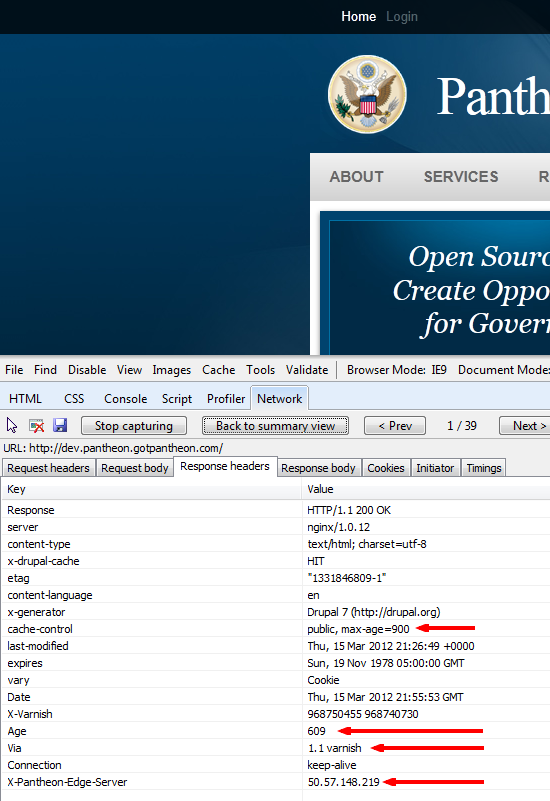 Home Login
Panth
ABOUT SERVICES R
Open Sourc
Create Oppo
for Govern
File Find Disable View Images Cache Tools Validate Browser Mode: IE9 Document Mode:
HTML CSS Console Script Profiler Network
Stop capturing Back to summary view < Prev 1 / 39 Next >
URL: http://dev.pantheon.gotpantheon.com/
Request headers Request body Response headers Response body Cookies Initiator Timings
Key Value
Response HTTP/1.1 200 OK
server nginx/1.0.12
content-type text/html; charset=utf-8
x-drupal-cache HIT
etag "1331846809-1"
content-language en
x-generator Drupal 7 (http://drupal.org)
cache-control public, max-age=900
last-modified Thu, 15 Mar 2012 21:26:49 +0000
expires Sun, 19 Nov 1978 05:00:00 GMT
vary Cookie
Date Thu, 15 Mar 2012 21:55:53 GMT
X-Varnish 968750455 968740730
Age 609
Via 1.1 varnish
Connection keep-alive
X-Pantheon-Edge-Server 50.57.148.219